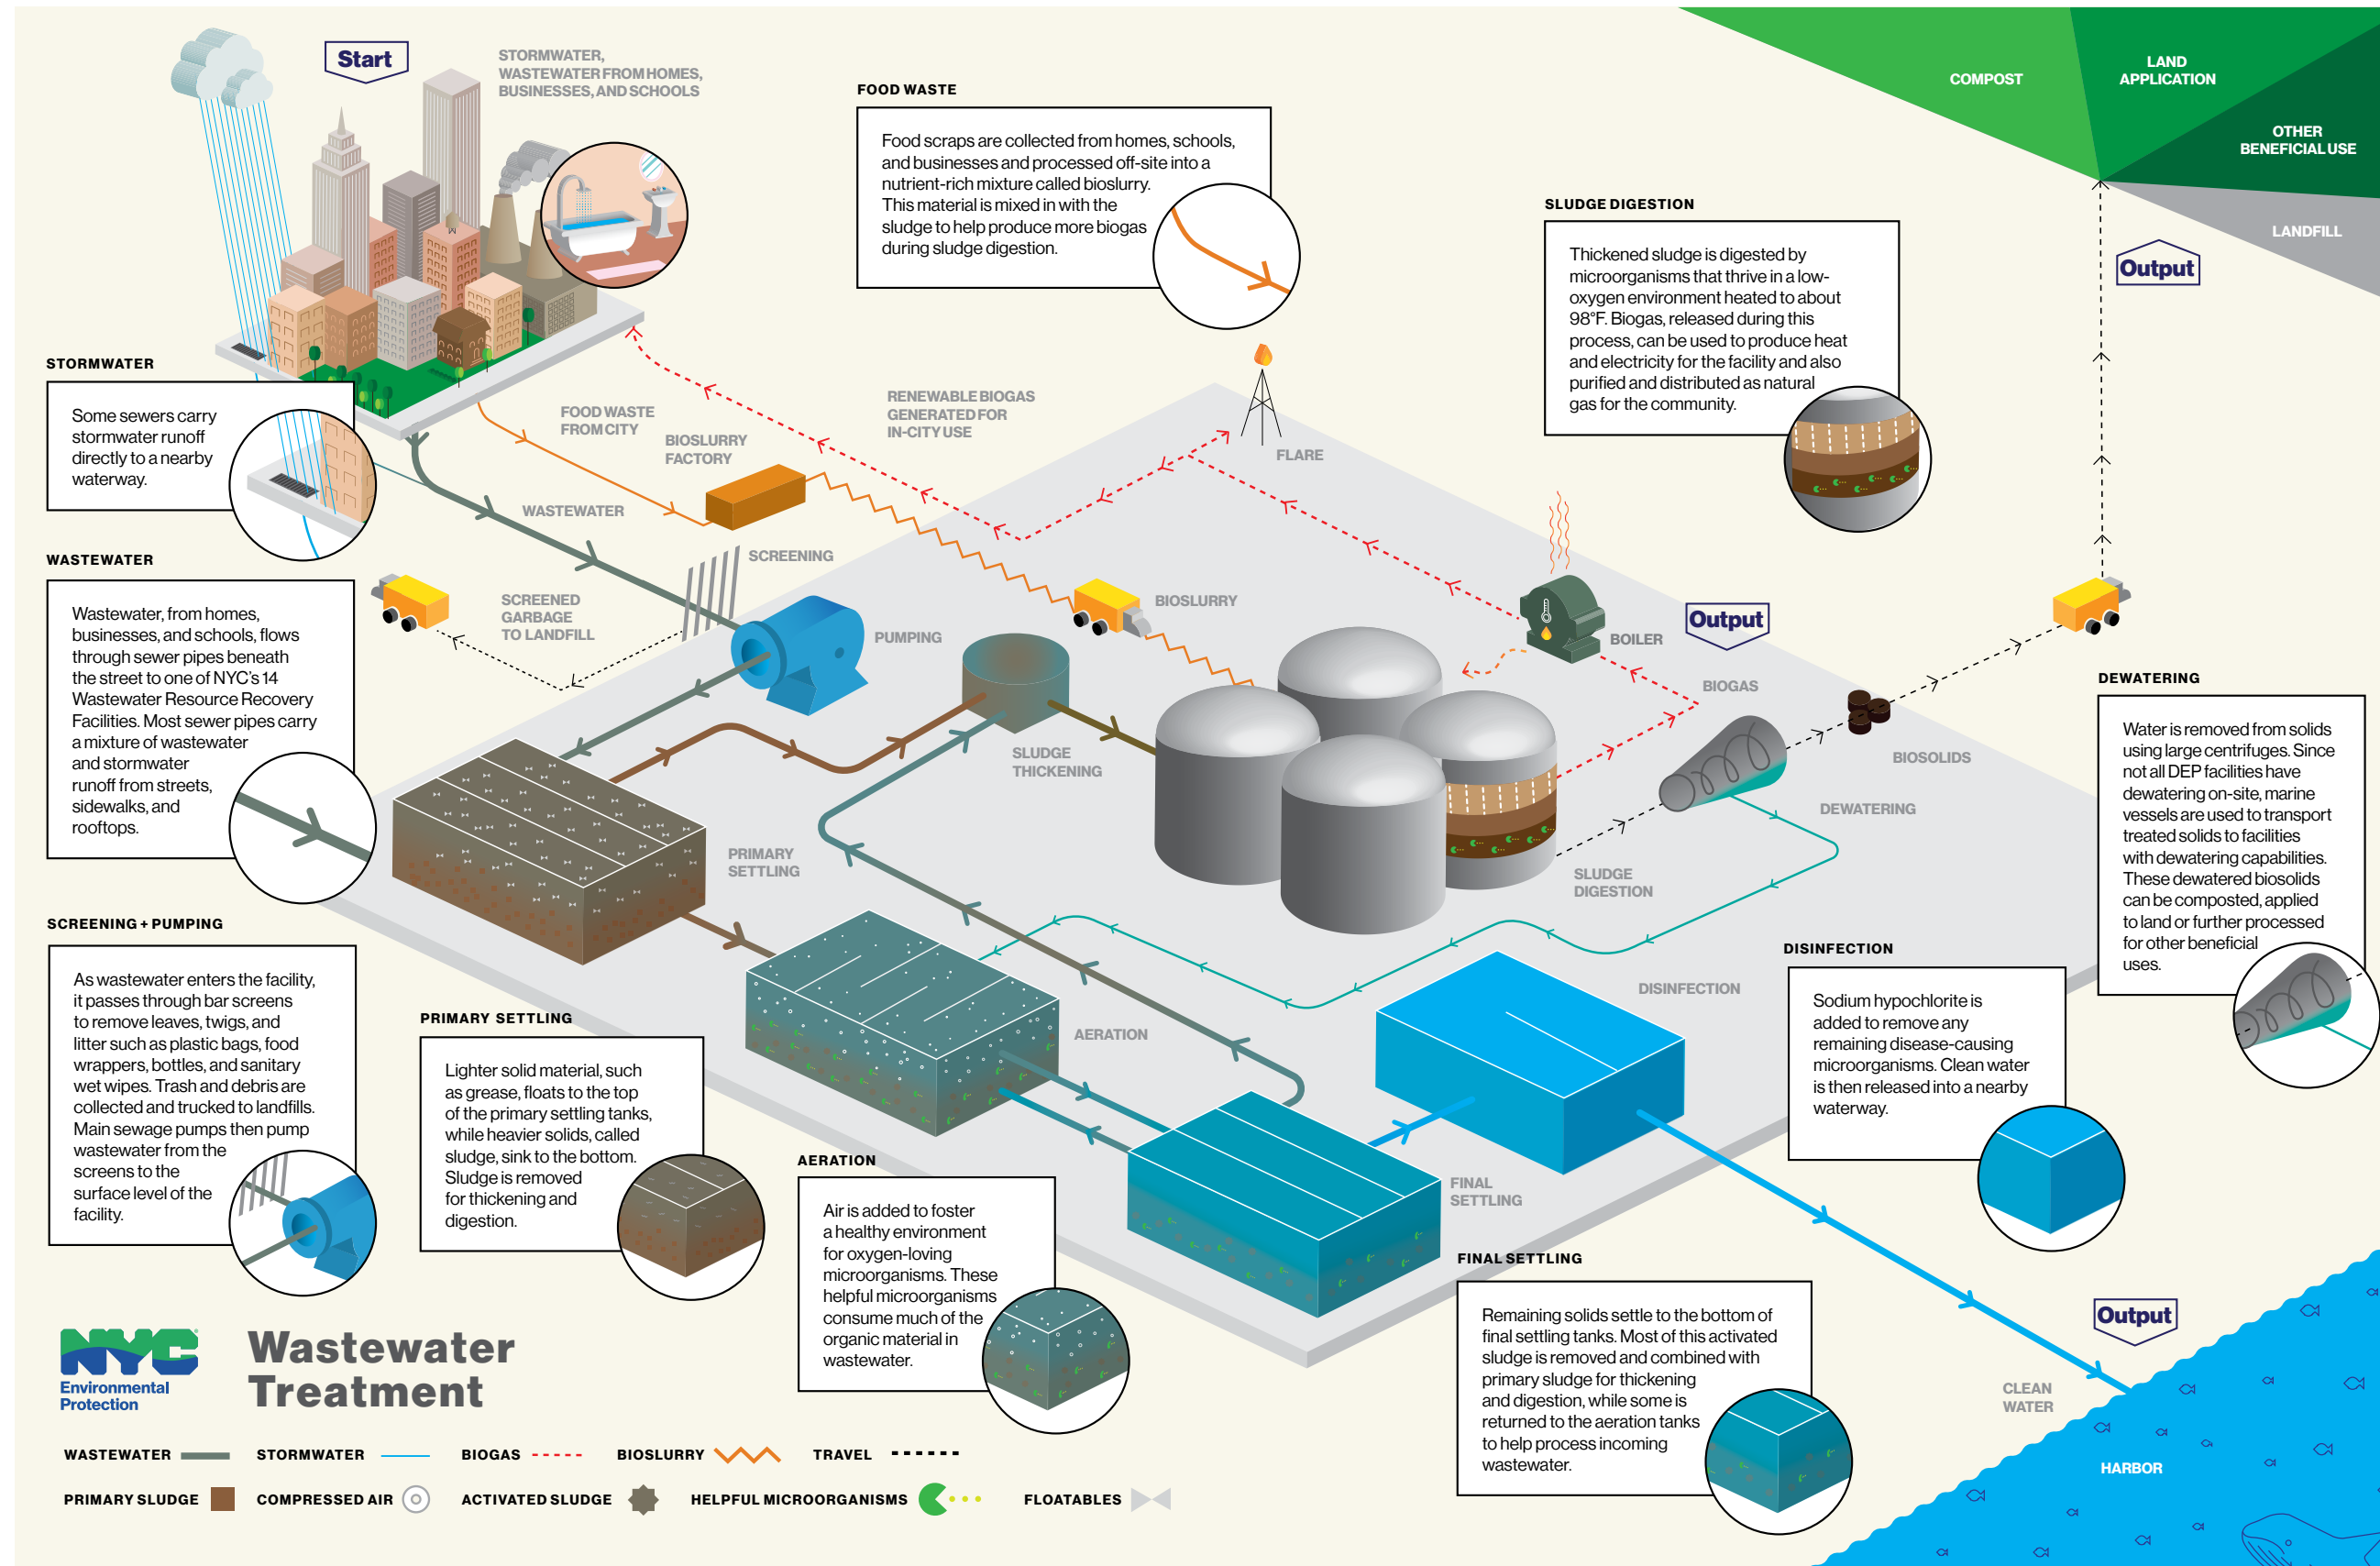 Start
STORMWATER,
WASTEWATER FROM HOMES,
BUSINESSES, AND SCHOOLS
FOOD WASTE
Food scraps are collected from homes, schools,
and businesses and processed off-site into a
nutrient-rich mixture called bioslurry.
This material is mixed in with the
sludge to help produce more biogas
during sludge digestion.
COMPOST
LAND
APPLICATION
OTHER
BENEFICIAL USE
LANDFILL
Output
SLUDGE DIGESTION
Thickened sludge is digested by
microorganisms that thrive in a low-
oxygen environment heated to about
98°F. Biogas, released during this
process, can be used to produce heat
and electricity for the facility and also
purified and distributed as natural
gas for the community.
STORMWATER
Some sewers carry
stormwater runoff
directly to a nearby
waterway.
FOOD WASTE
FROM CITY
BIOSLURRY
FACTORY
RENEWABLE BIOGAS
GENERATED FOR
IN-CITY USE
FLARE
WASTEWATER
SCREENING
WASTEWATER
Wastewater, from homes,
businesses, and schools, flows
through sewer pipes beneath
the street to one of NYC's 14
Wastewater Resource Recovery
Facilities. Most sewer pipes carry
a mixture of wastewater
and stormwater
runoff from streets,
sidewalks, and
rooftops.
SCREENED
GARBAGE
TO LANDFILL
PUMPING
BIOSLURRY
BOILER
Output
BIOGAS
SLUDGE
THICKENING
BIOSOLIDS
DEWATERING
DEWATERING
Water is removed from solids
using large centrifuges. Since
not all DEP facilities have
dewatering on-site, marine
vessels are used to transport
treated solids to facilities
with dewatering capabilities.
These dewatered biosolids
can be composted, applied
to land or further processed
for other beneficial
uses.
PRIMARY
SETTLING
SLUDGE
DIGESTION
SCREENING + PUMPING
As wastewater enters the facility,
it passes through bar screens
to remove leaves, twigs, and
litter such as plastic bags, food
wrappers, bottles, and sanitary
wet wipes. Trash and debris are
collected and trucked to landfills.
Main sewage pumps then pump
wastewater from the
screens to the
surface level of the
facility.
PRIMARY SETTLING
Lighter solid material, such
as grease, floats to the top
of the primary settling tanks,
while heavier solids, called
sludge, sink to the bottom.
Sludge is removed
for thickening and
digestion.
AERATION
DISINFECTION
DISINFECTION
Sodium hypochlorite is
added to remove any
remaining disease-causing
microorganisms. Clean water
is then released into a nearby
waterway.
AERATION
Air is added to foster
a healthy environment
for oxygen-loving
microorganisms. These
helpful microorganisms
consume much of the
organic material in
wastewater.
FINAL
SETTLING
FINAL SETTLING
Remaining solids settle to the bottom of
final settling tanks. Most of this activated
sludge is removed and combined with
primary sludge for thickening
and digestion, while some is
returned to the aeration tanks
to help process incoming
wastewater.
Output
CLEAN
WATER
HARBOR
NYC
Environmental
Protection
Wastewater
Treatment
WASTEWATER
STORMWATER
BIOGAS
BIOSLURRY
TRAVEL
PRIMARY SLUDGE
COMPRESSED AIR
ACTIVATED SLUDGE
HELPFUL MICROORGANISMS
FLOATABLES